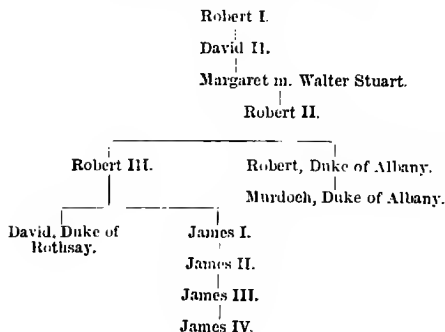 Robert I.
David II.
Margaret m. Walter Stuart.
Robert II.
Robert III.
Robert, Duke of Albany.
Murdoch, Duke of Albany.
David, Duke of
Rothsay.
James I.
James II.
James III.
James IV.